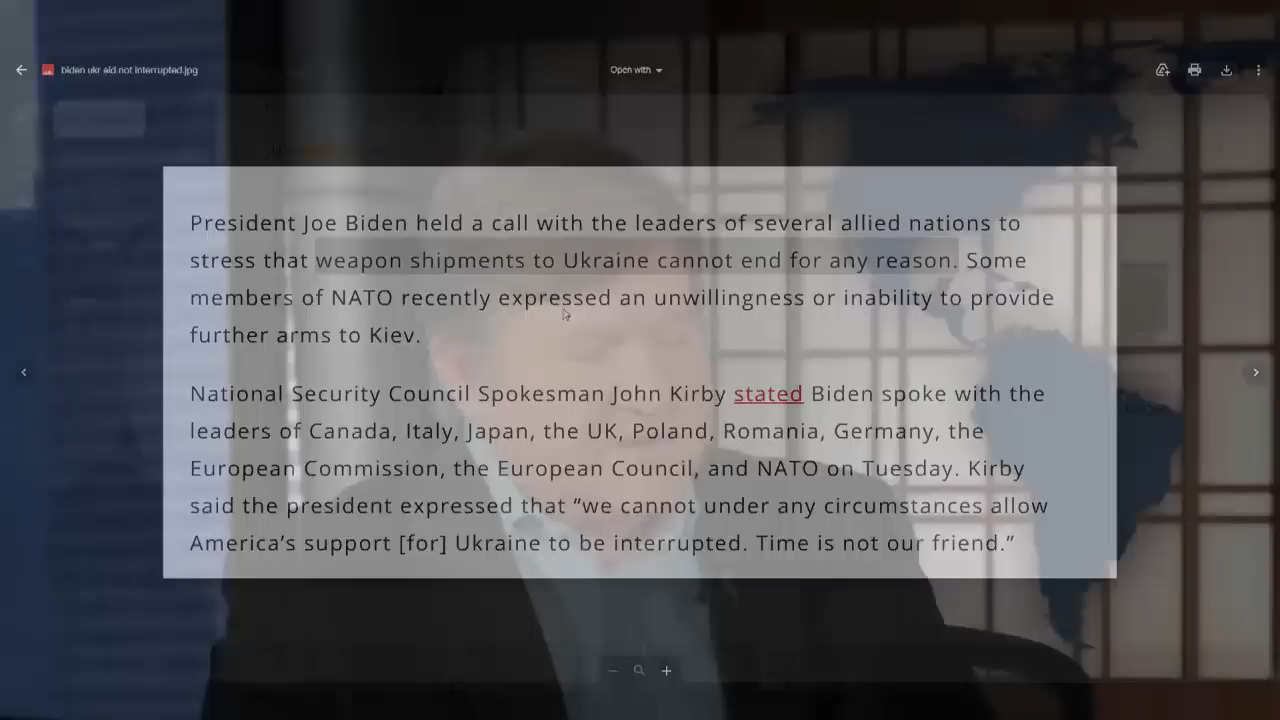 biden ukr aid not interrupted.jpg
Open with
President Joe Biden held a call with the leaders of several allied nations to
stress that weapon shipments to Ukraine cannot end for any reason. Some
members of NATO recently expressed an unwillingness or inability to provide
further arms to Kiev.
National Security Council Spokesman John Kirby stated Biden spoke with the
leaders of Canada, Italy, Japan, the UK, Poland, Romania, Germany, the
European Commission, the European Council, and NATO on Tuesday. Kirby
said the president expressed that ”we cannot under any circumstances allow
America’s support [for] Ukraine to be interrupted. Time is not our friend.”